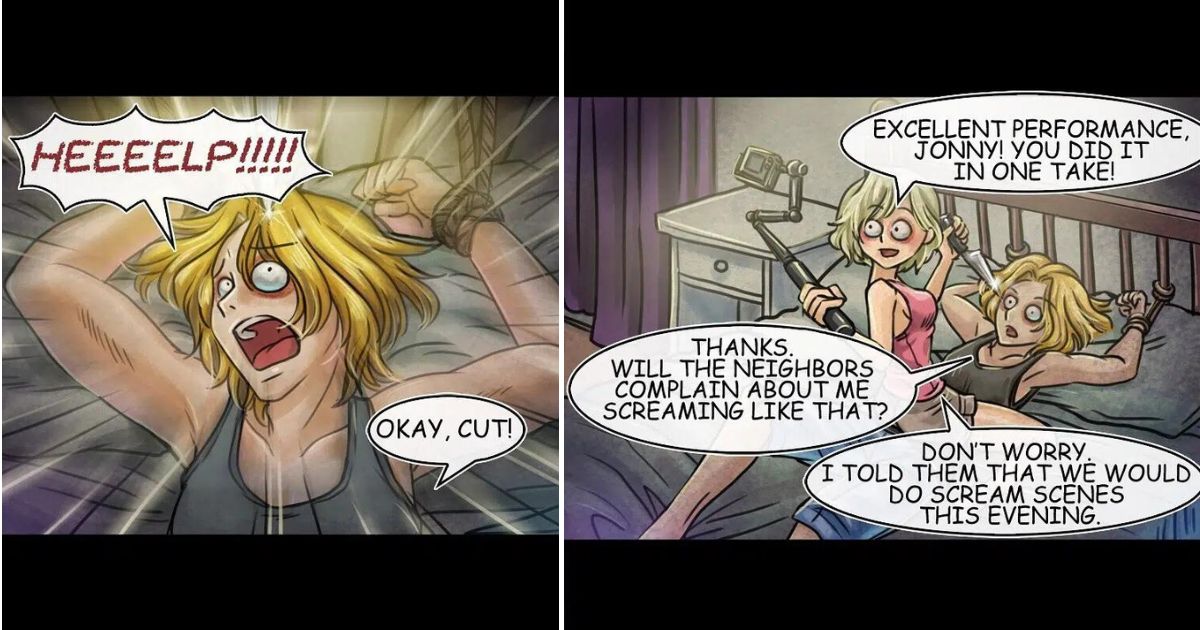 HEEEELP!!!!!
OKAY, CUT!
EXCELLENT PERFORMANCE,
JONNY! YOU DID IT
IN ONE TAKE!
THANKS.
WILL THE NEIGHBORS
COMPLAIN ABOUT ME
SCREAMING LIKE THAT?
DON'T WORRY.
I TOLD THEM THAT WE WOULD
DO SCREAM SCENES
THIS EVENING.